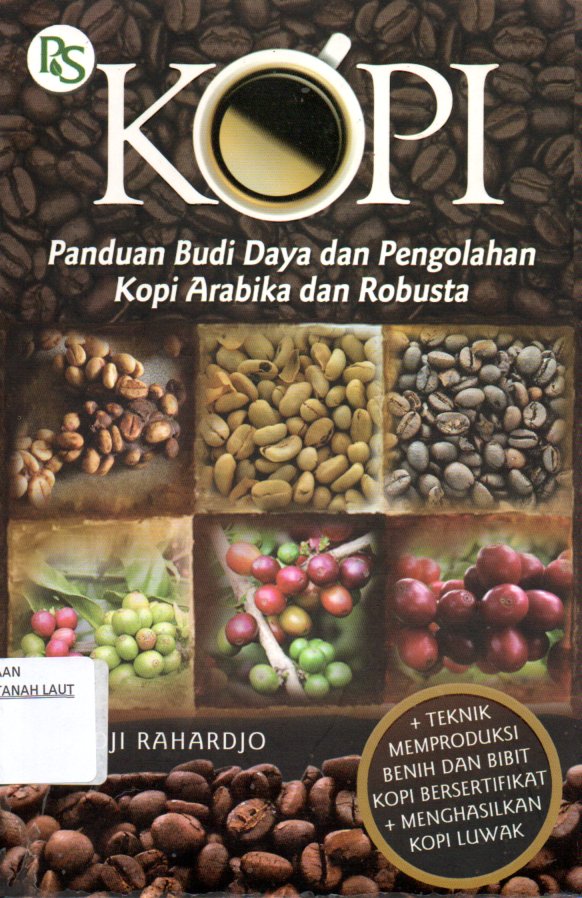 PS
KOPI
Panduan Budi Daya dan Pengolahan
Kopi Arabika dan Robusta
TANAH LAUT
RAHARDJO
+ TEKNIK
MEMPRODUKSI
BENIH DAN BIBIT
KOPI BERSERTIFIKAT
+ MENGHASILKAN
KOPI LUWAK